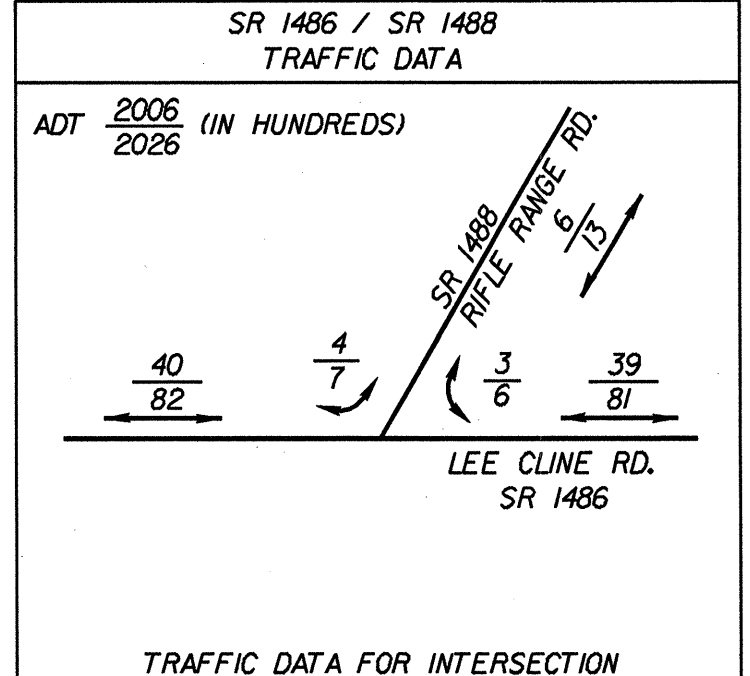 SR 1486 / SR 1488
TRAFFIC DATA
ADT 2006/2026 (IN HUNDREDS)
SR 1488
RIFLE RANGE RD.
6/13
4/7
3/6
40/82
39/81
LEE CLINE RD.
SR 1486
TRAFFIC DATA FOR INTERSECTION